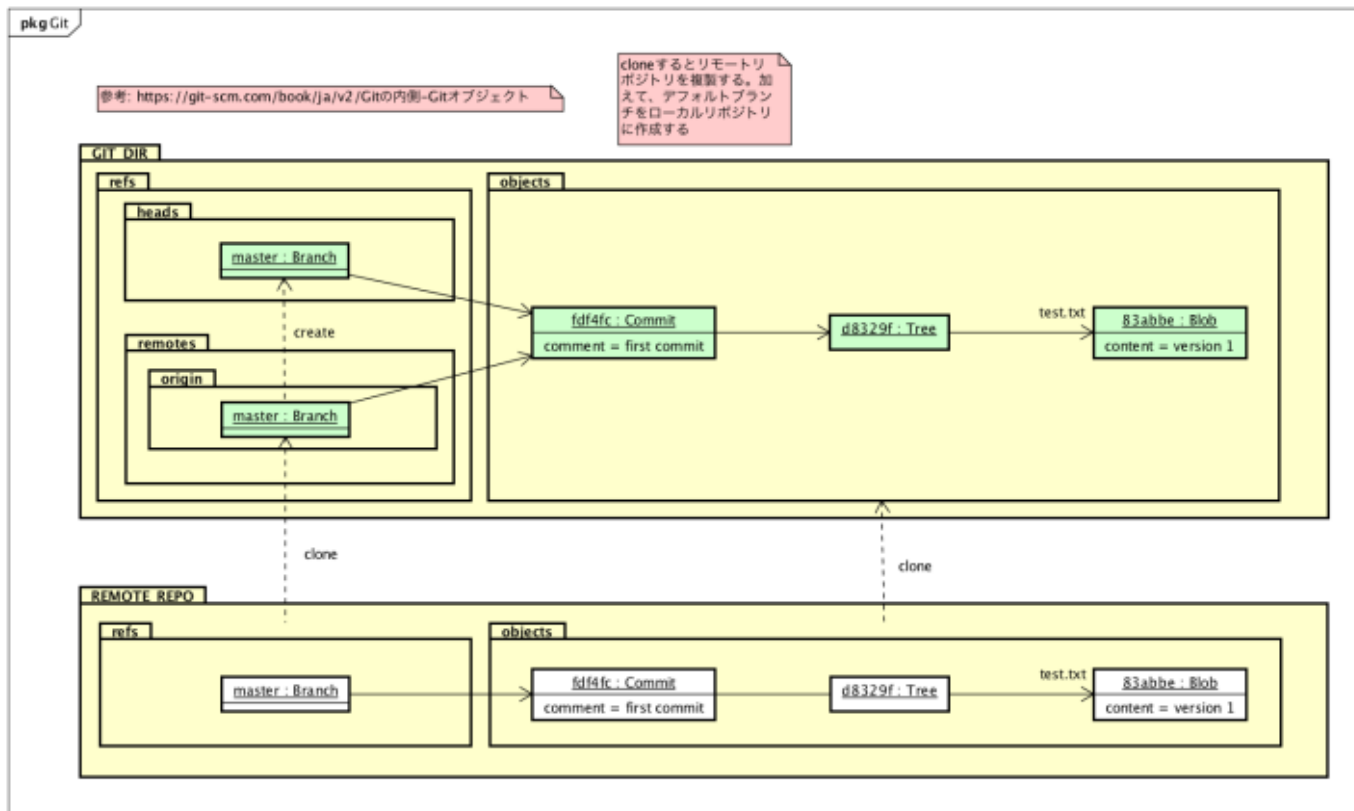 pkg Git
cloneするとリモートリ
ポジトリを複製する。加
えて、デフォルトブラン
チをローカルリポジトリ
に作成する
参考: https://git-scm.com/book/ja/v2/Gitの内側-Gitオブジェクト
GIT_DIR
refs
objects
heads
master : Branch
create
fdf4fc : Commit
comment = first commit
d8329f : Tree
test.txt
83abbe : Blob
content = version 1
remotes
origin
master : Branch
clone
clone
REMOTE_REPO
refs
objects
master : Branch
fdf4fc : Commit
comment = first commit
d8329f : Tree
test.txt
83abbe : Blob
content = version 1